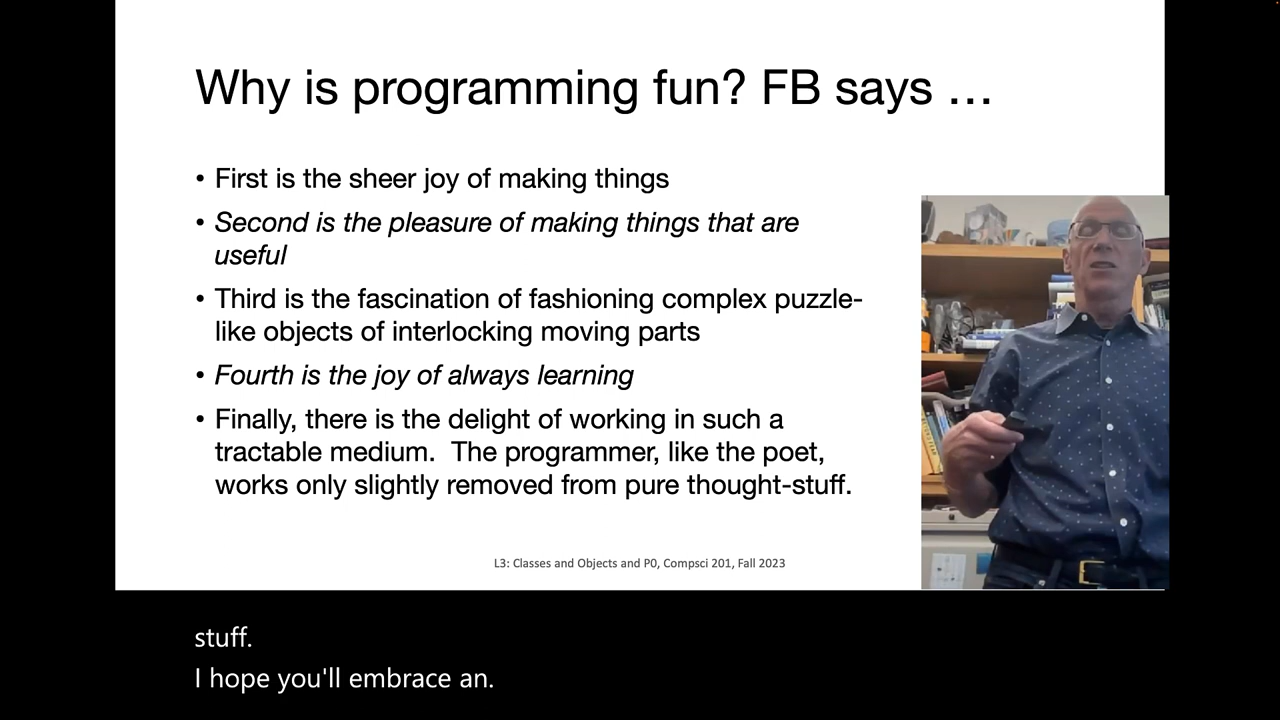 Why is programming fun? FB says …
• First is the sheer joy of making things
• Second is the pleasure of making things that are
useful
• Third is the fascination of fashioning complex puzzle-
like objects of interlocking moving parts
• Fourth is the joy of always learning
• Finally, there is the delight of working in such a
tractable medium.  The programmer, like the poet,
works only slightly removed from pure thought-stuff.
L3: Classes and Objects and P0, Compsci 201, Fall 2023
stuff.
I hope you'll embrace an.